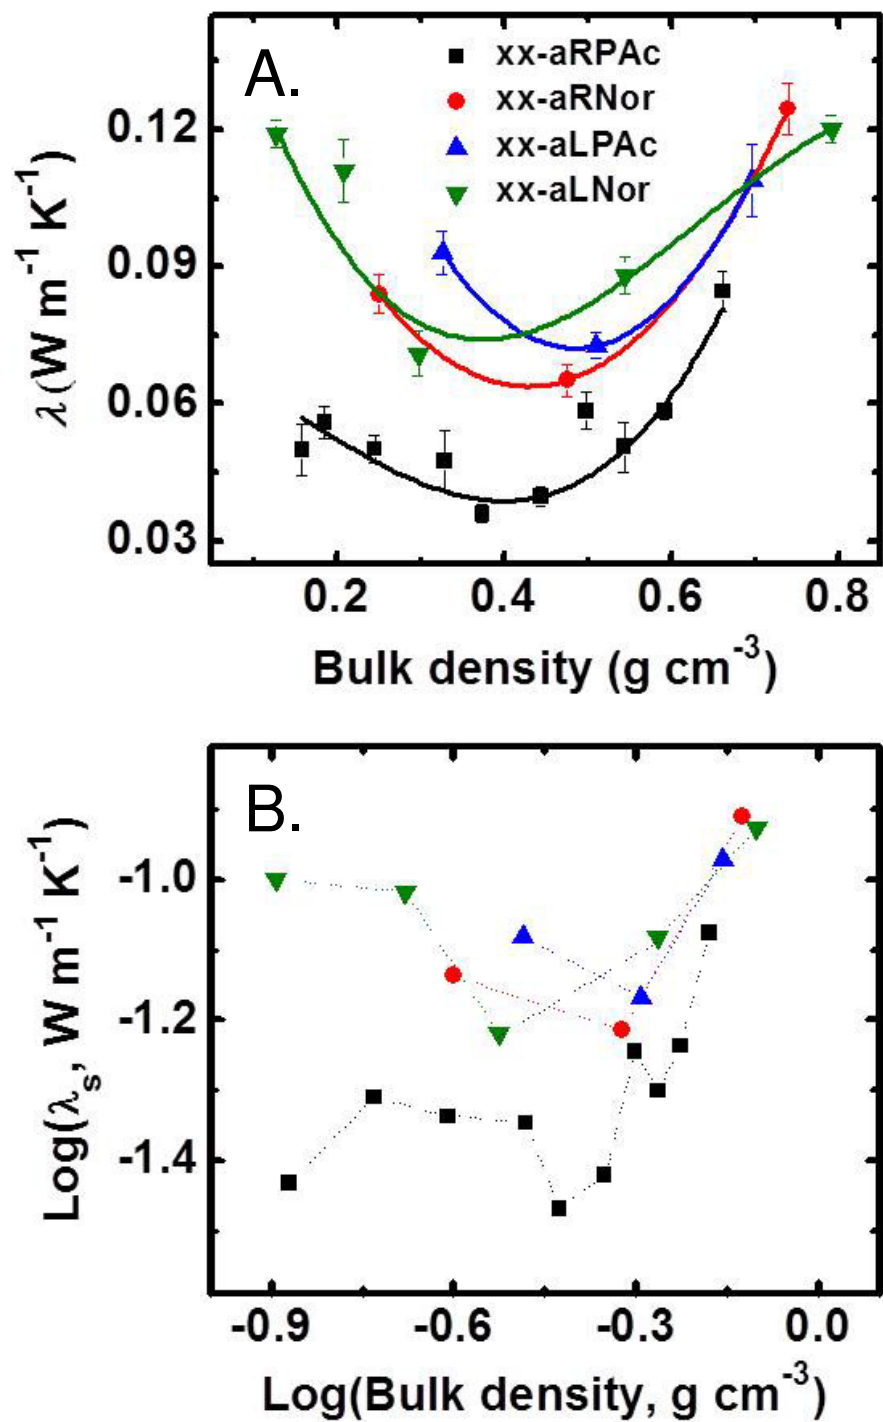 A.
xx-aRPAc
xx-aRNor
xx-aLPAc
xx-aLNor
0.12
0.09
0.06
0.03
λ (W m⁻¹ K⁻¹)
0.2 0.4 0.6 0.8
Bulk density (g cm⁻³)
B.
-1.0
-1.2
-1.4
Log(λₛ, W m⁻¹ K⁻¹)
-0.9 -0.6 -0.3 0.0
Log(Bulk density, g cm⁻³)